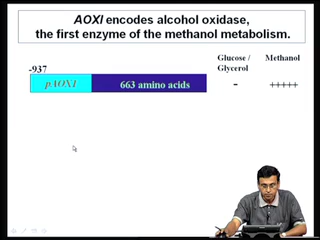 AOXI encodes alcohol oxidase,
the first enzyme of the methanol metabolism.
Glucose / Methanol
Glycerol
-937
pAOX1 663 amino acids - +++++